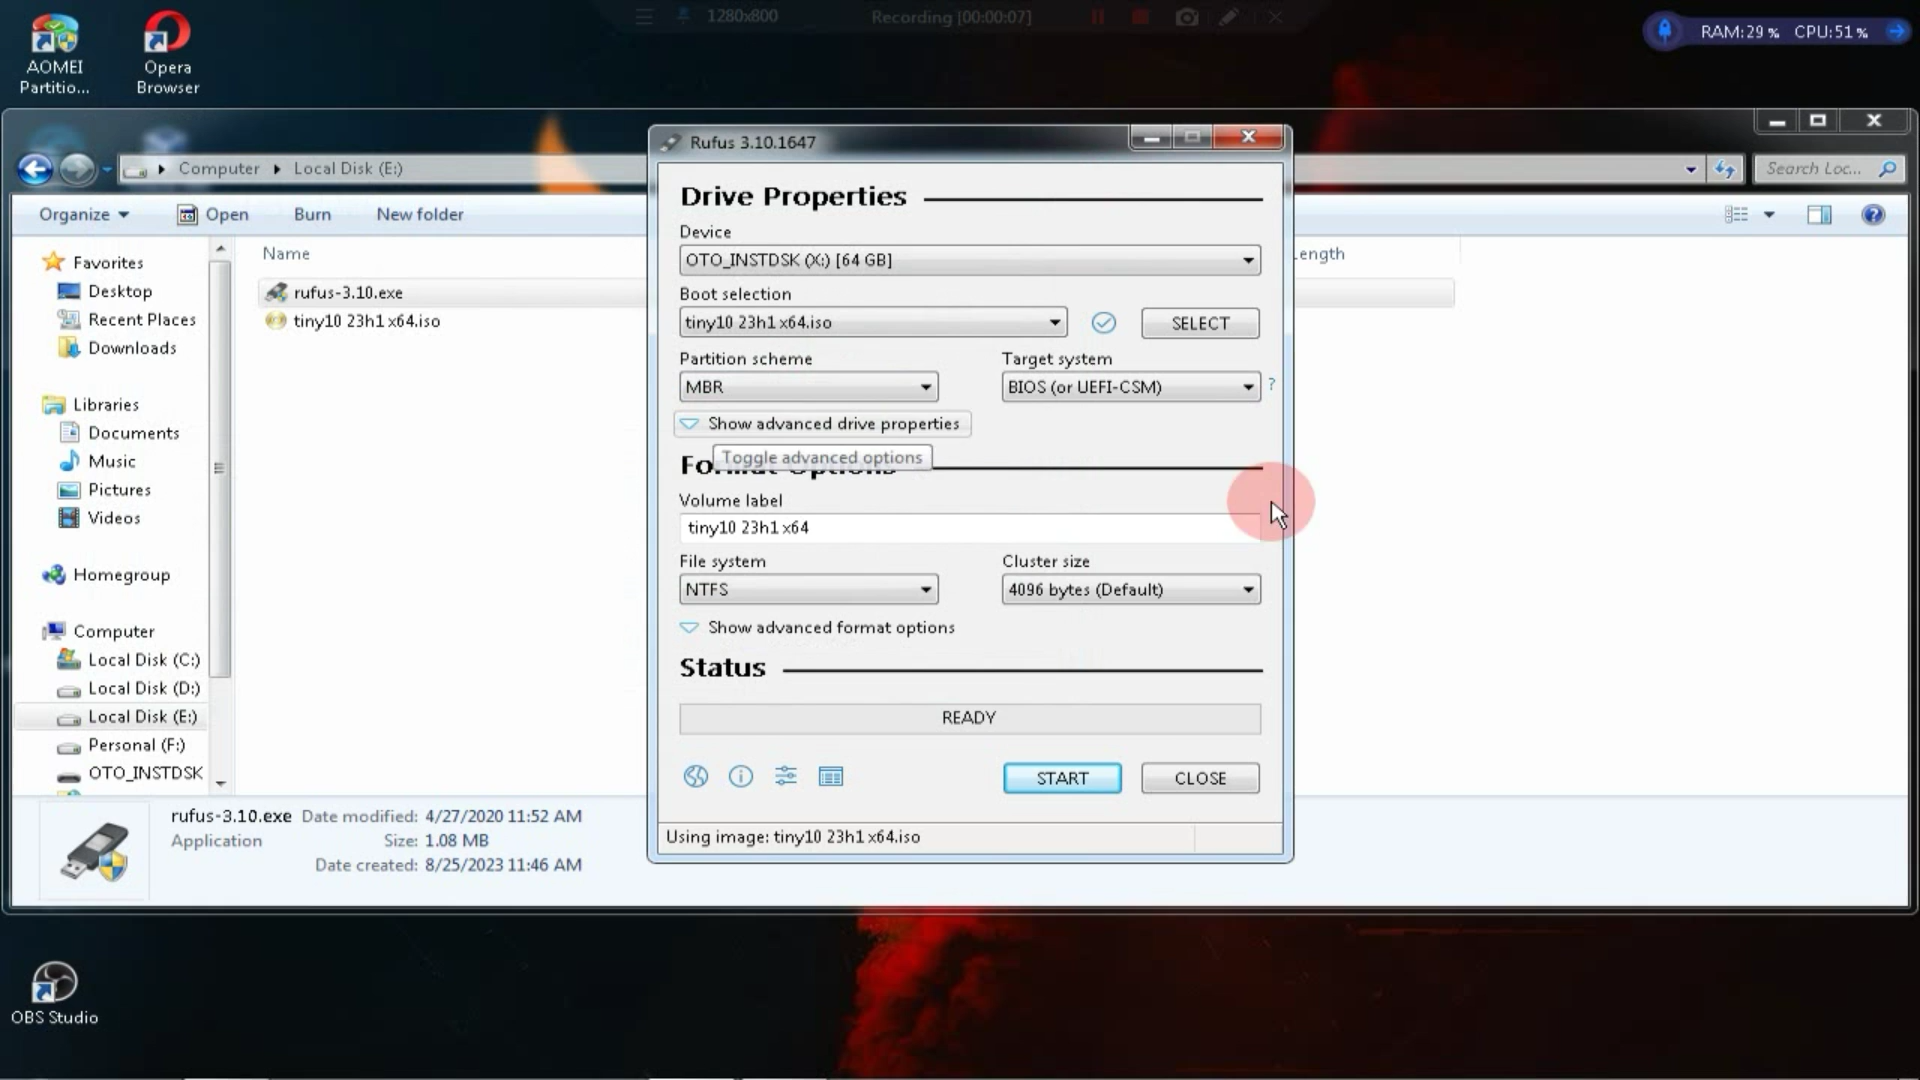 1280x800
Recording [00:00:07]
RAM:29 %
CPU:51 %
AOMEI
Partitio...
Opera
Browser
Computer
Local Disk (E:)
Search Loc...
Organize
Open
Burn
New folder
Favorites
Desktop
Recent Places
Downloads
Libraries
Documents
Music
Pictures
Videos
Homegroup
Computer
Local Disk (C:)
Local Disk (D:)
Local Disk (E:)
Personal (F:)
OTO_INSTDSK
Name
rufus-3.10.exe
tiny10 23h1 x64.iso
Rufus 3.10.1647
Drive Properties
Device
OTO_INSTDSK (X:) [64 GB]
Boot selection
tiny10 23h1 x64.iso
SELECT
Partition scheme
Target system
MBR
BIOS (or UEFI-CSM)
?
Show advanced drive properties
Toggle advanced options
Format Options
Volume label
tiny10 23h1 x64
File system
Cluster size
NTFS
4096 bytes (Default)
Show advanced format options
Status
READY
START
CLOSE
Using image: tiny10 23h1 x64.iso
rufus-3.10.exe
Date modified: 4/27/2020 11:52 AM
Application
Size: 1.08 MB
Date created: 8/25/2023 11:46 AM
OBS Studio